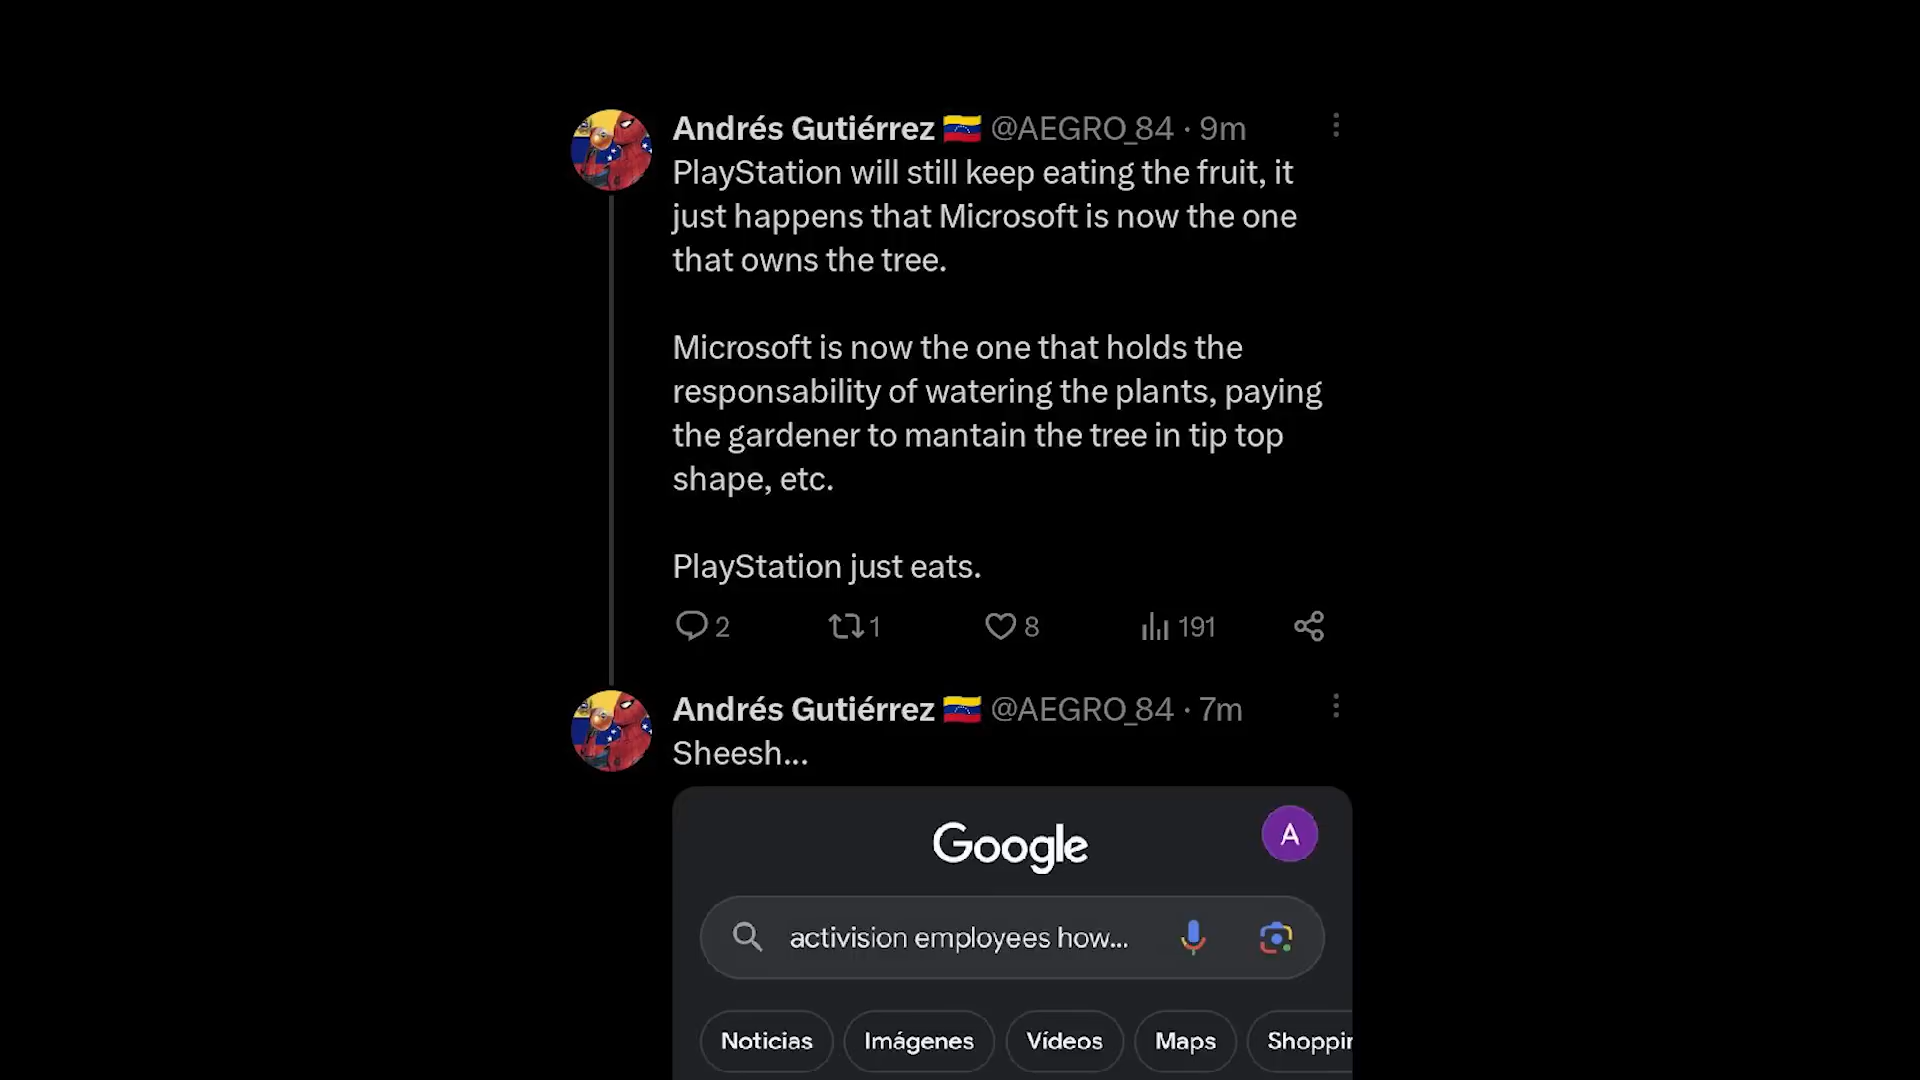 Andrés Gutiérrez 🇻🇪 @AEGRO_84 · 9m
PlayStation will still keep eating the fruit, it
just happens that Microsoft is now the one
that owns the tree.
Microsoft is now the one that holds the
responsability of watering the plants, paying
the gardener to mantain the tree in tip top
shape, etc.
PlayStation just eats.
2 1 8 191
Andrés Gutiérrez 🇻🇪 @AEGRO_84 · 7m
Sheesh...
Google
A
activision employees how...
Noticias Imágenes Vídeos Maps Shoppin